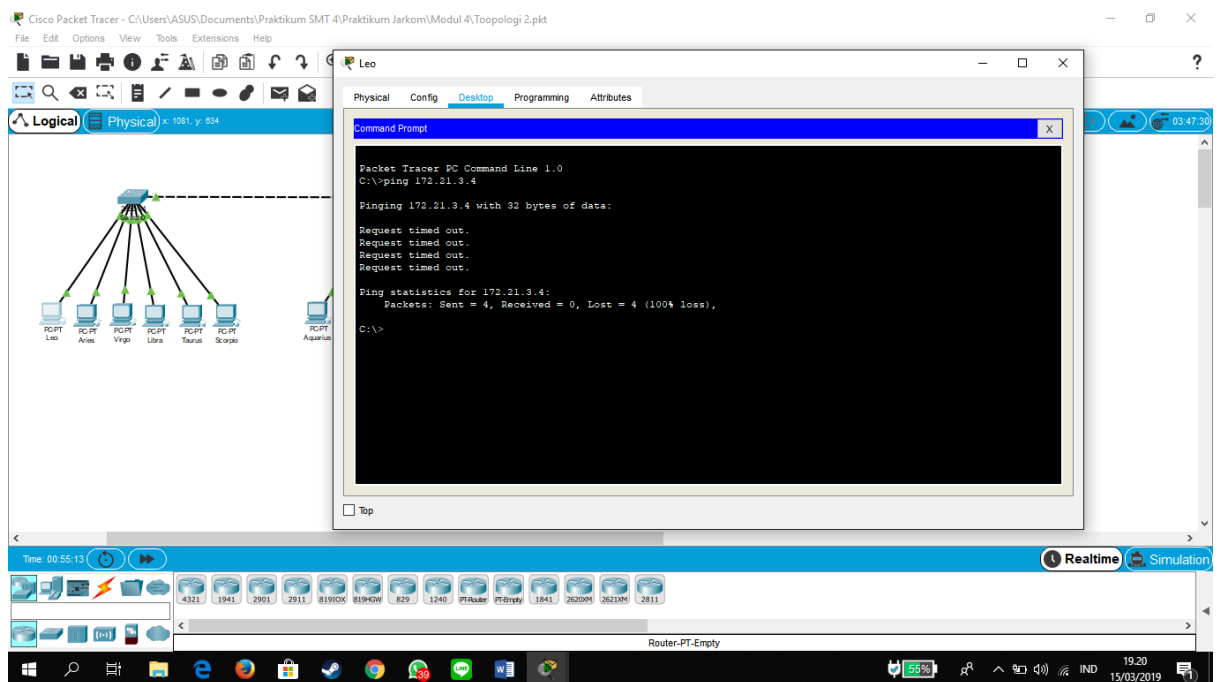 Cisco Packet Tracer - C:\Users\ASUS\Documents\Praktikum SMT 4\Praktikum Jarkom\Modul 4\Toopologi 2.pkt
File Edit Options View Tools Extensions Help
?
Logical
Physical
x: 1081, y: 634
03:47:30
PC-PT
Leo
PC-PT
Aries
PC-PT
Virgo
PC-PT
Libra
PC-PT
Taurus
PC-PT
Scorpio
PC-PT
Aquarius
Leo
Physical Config Desktop Programming Attributes
Command Prompt
X
Packet Tracer PC Command Line 1.0
C:\>ping 172.21.3.4
Pinging 172.21.3.4 with 32 bytes of data:
Request timed out.
Request timed out.
Request timed out.
Request timed out.
Ping statistics for 172.21.3.4:
Packets: Sent = 4, Received = 0, Lost = 4 (100% loss),
C:\>
Top
Time: 00:55:13
Realtime
Simulation
4321 1941 2901 2911 819IOX 819HGW 829 1240 PT-Router PT-Empty 1841 2620XM 2621XM 2811
Router-PT-Empty
39
LINE
W
55%
IND
19.20
15/03/2019
1